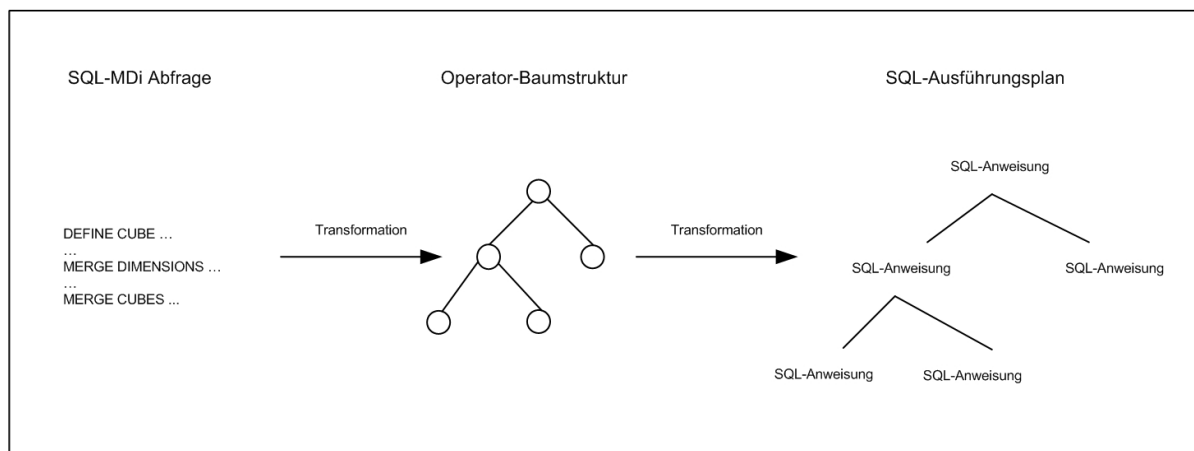 SQL-MDi Abfrage
Operator-Baumstruktur
SQL-Ausführungsplan
DEFINE CUBE …
…
MERGE DIMENSIONS …
…
MERGE CUBES ...
Transformation
Transformation
SQL-Anweisung
SQL-Anweisung
SQL-Anweisung
SQL-Anweisung
SQL-Anweisung